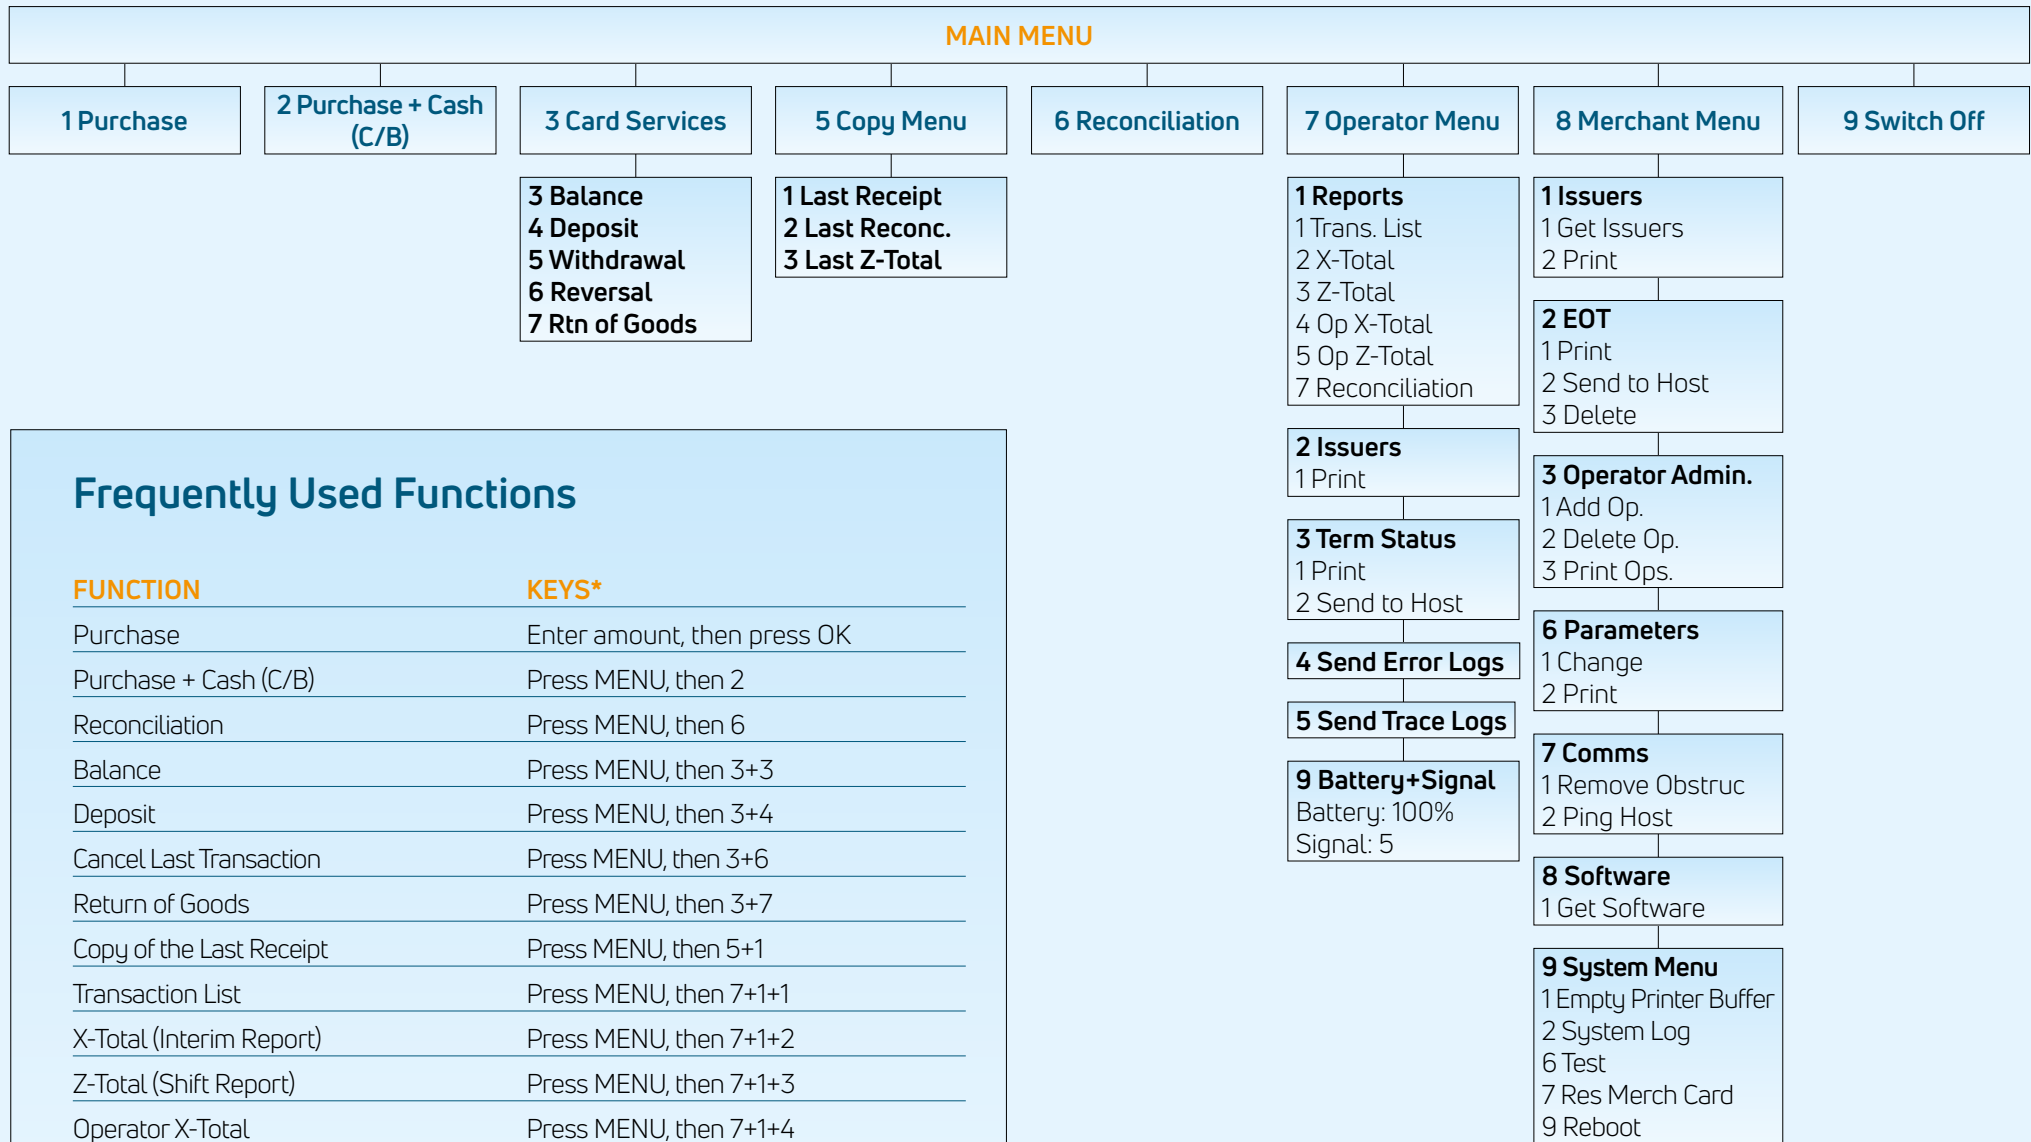 MAIN MENU
1 Purchase
2 Purchase + Cash
(C/B)
3 Card Services
5 Copy Menu
6 Reconciliation
7 Operator Menu
8 Merchant Menu
9 Switch Off
3 Balance
4 Deposit
5 Withdrawal
6 Reversal
7 Rtn of Goods
1 Last Receipt
2 Last Reconc.
3 Last Z-Total
1 Reports
1 Trans. List
2 X-Total
3 Z-Total
4 Op X-Total
5 Op Z-Total
7 Reconciliation
2 Issuers
1 Print
3 Term Status
1 Print
2 Send to Host
4 Send Error Logs
5 Send Trace Logs
9 Battery+Signal
Battery: 100%
Signal: 5
1 Issuers
1 Get Issuers
2 Print
2 EOT
1 Print
2 Send to Host
3 Delete
3 Operator Admin.
1 Add Op.
2 Delete Op.
3 Print Ops.
6 Parameters
1 Change
2 Print
7 Comms
1 Remove Obstruc
2 Ping Host
8 Software
1 Get Software
9 System Menu
1 Empty Printer Buffer
2 System Log
6 Test
7 Res Merch Card
9 Reboot
Frequently Used Functions
FUNCTION KEYS*
Purchase Enter amount, then press OK
Purchase + Cash (C/B) Press MENU, then 2
Reconciliation Press MENU, then 6
Balance Press MENU, then 3+3
Deposit Press MENU, then 3+4
Cancel Last Transaction Press MENU, then 3+6
Return of Goods Press MENU, then 3+7
Copy of the Last Receipt Press MENU, then 5+1
Transaction List Press MENU, then 7+1+1
X-Total (Interim Report) Press MENU, then 7+1+2
Z-Total (Shift Report) Press MENU, then 7+1+3
Operator X-Total Press MENU, then 7+1+4